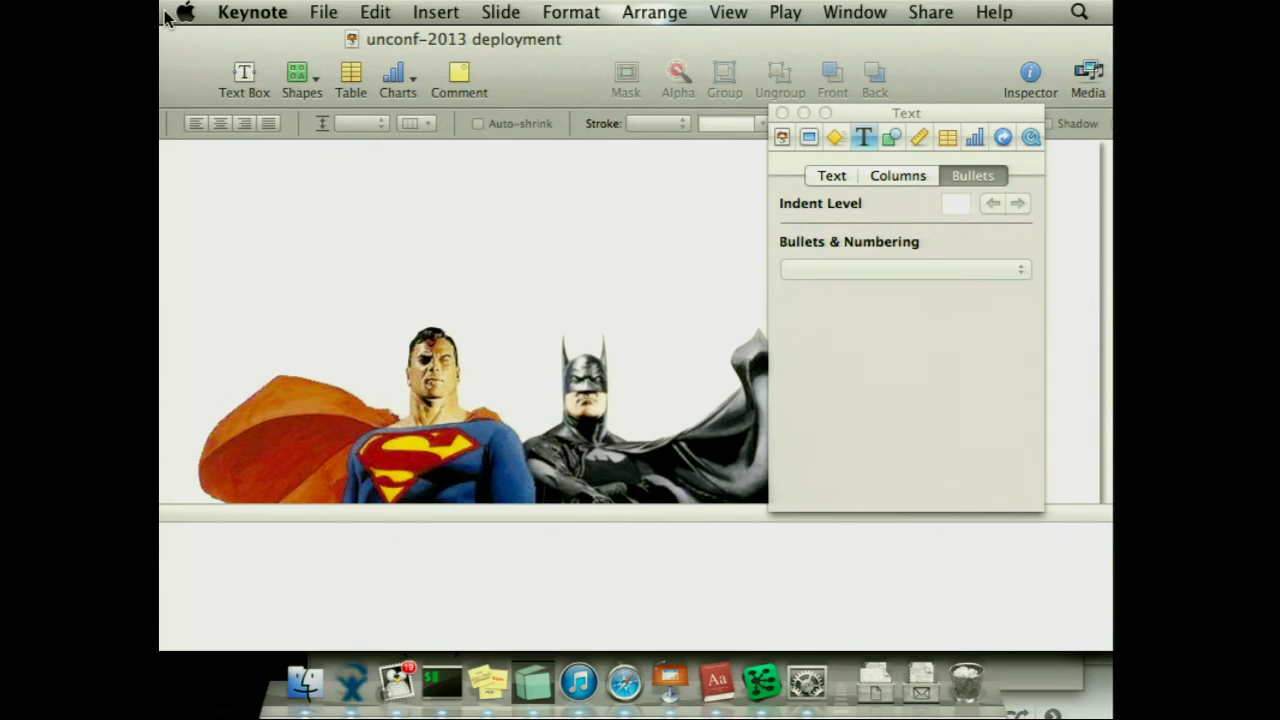 Keynote File Edit Insert Slide Format Arrange View Play Window Share Help
unconf-2013 deployment
Text Box Shapes Table Charts Comment Mask Alpha Group Ungroup Front Back Inspector Media
Auto-shrink Stroke: Shadow
Text
T
Text Columns Bullets
Indent Level
Bullets & Numbering
S
19
$
Aa